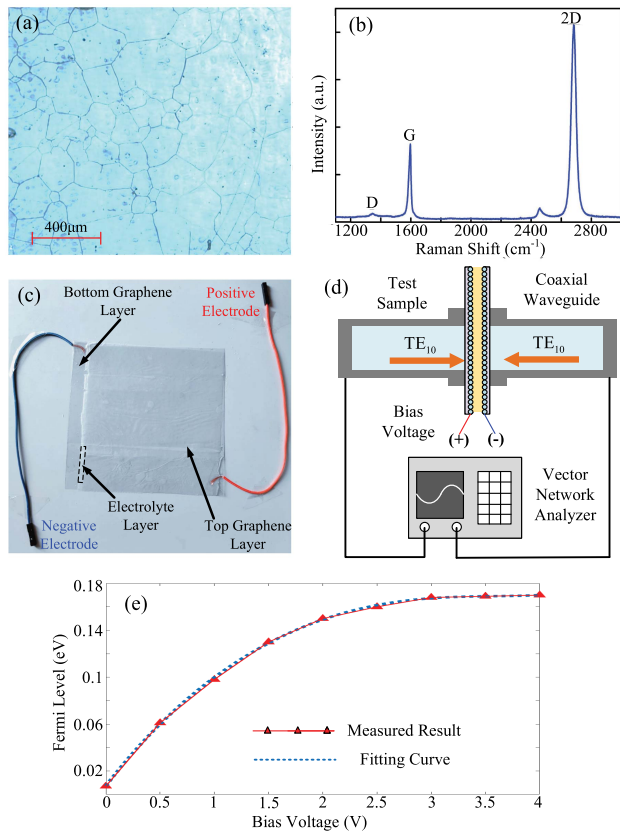 (a)
400μm
(b)
2D
G
D
Intensity (a.u.)
1200
1600
2000
2400
2800
Raman Shift (cm⁻¹)
(c)
Bottom Graphene
Layer
Positive
Electrode
Electrolyte
Layer
Negative
Electrode
Top Graphene
Layer
(d)
Test
Sample
Coaxial
Waveguide
TE₁₀
TE₁₀
Bias
Voltage
(+)
(-)
Vector
Network
Analyzer
(e)
Fermi Level (eV)
0.18
0.14
0.1
0.06
0.02
Measured Result
Fitting Curve
0
0.5
1
1.5
2
2.5
3
3.5
4
Bias Voltage (V)